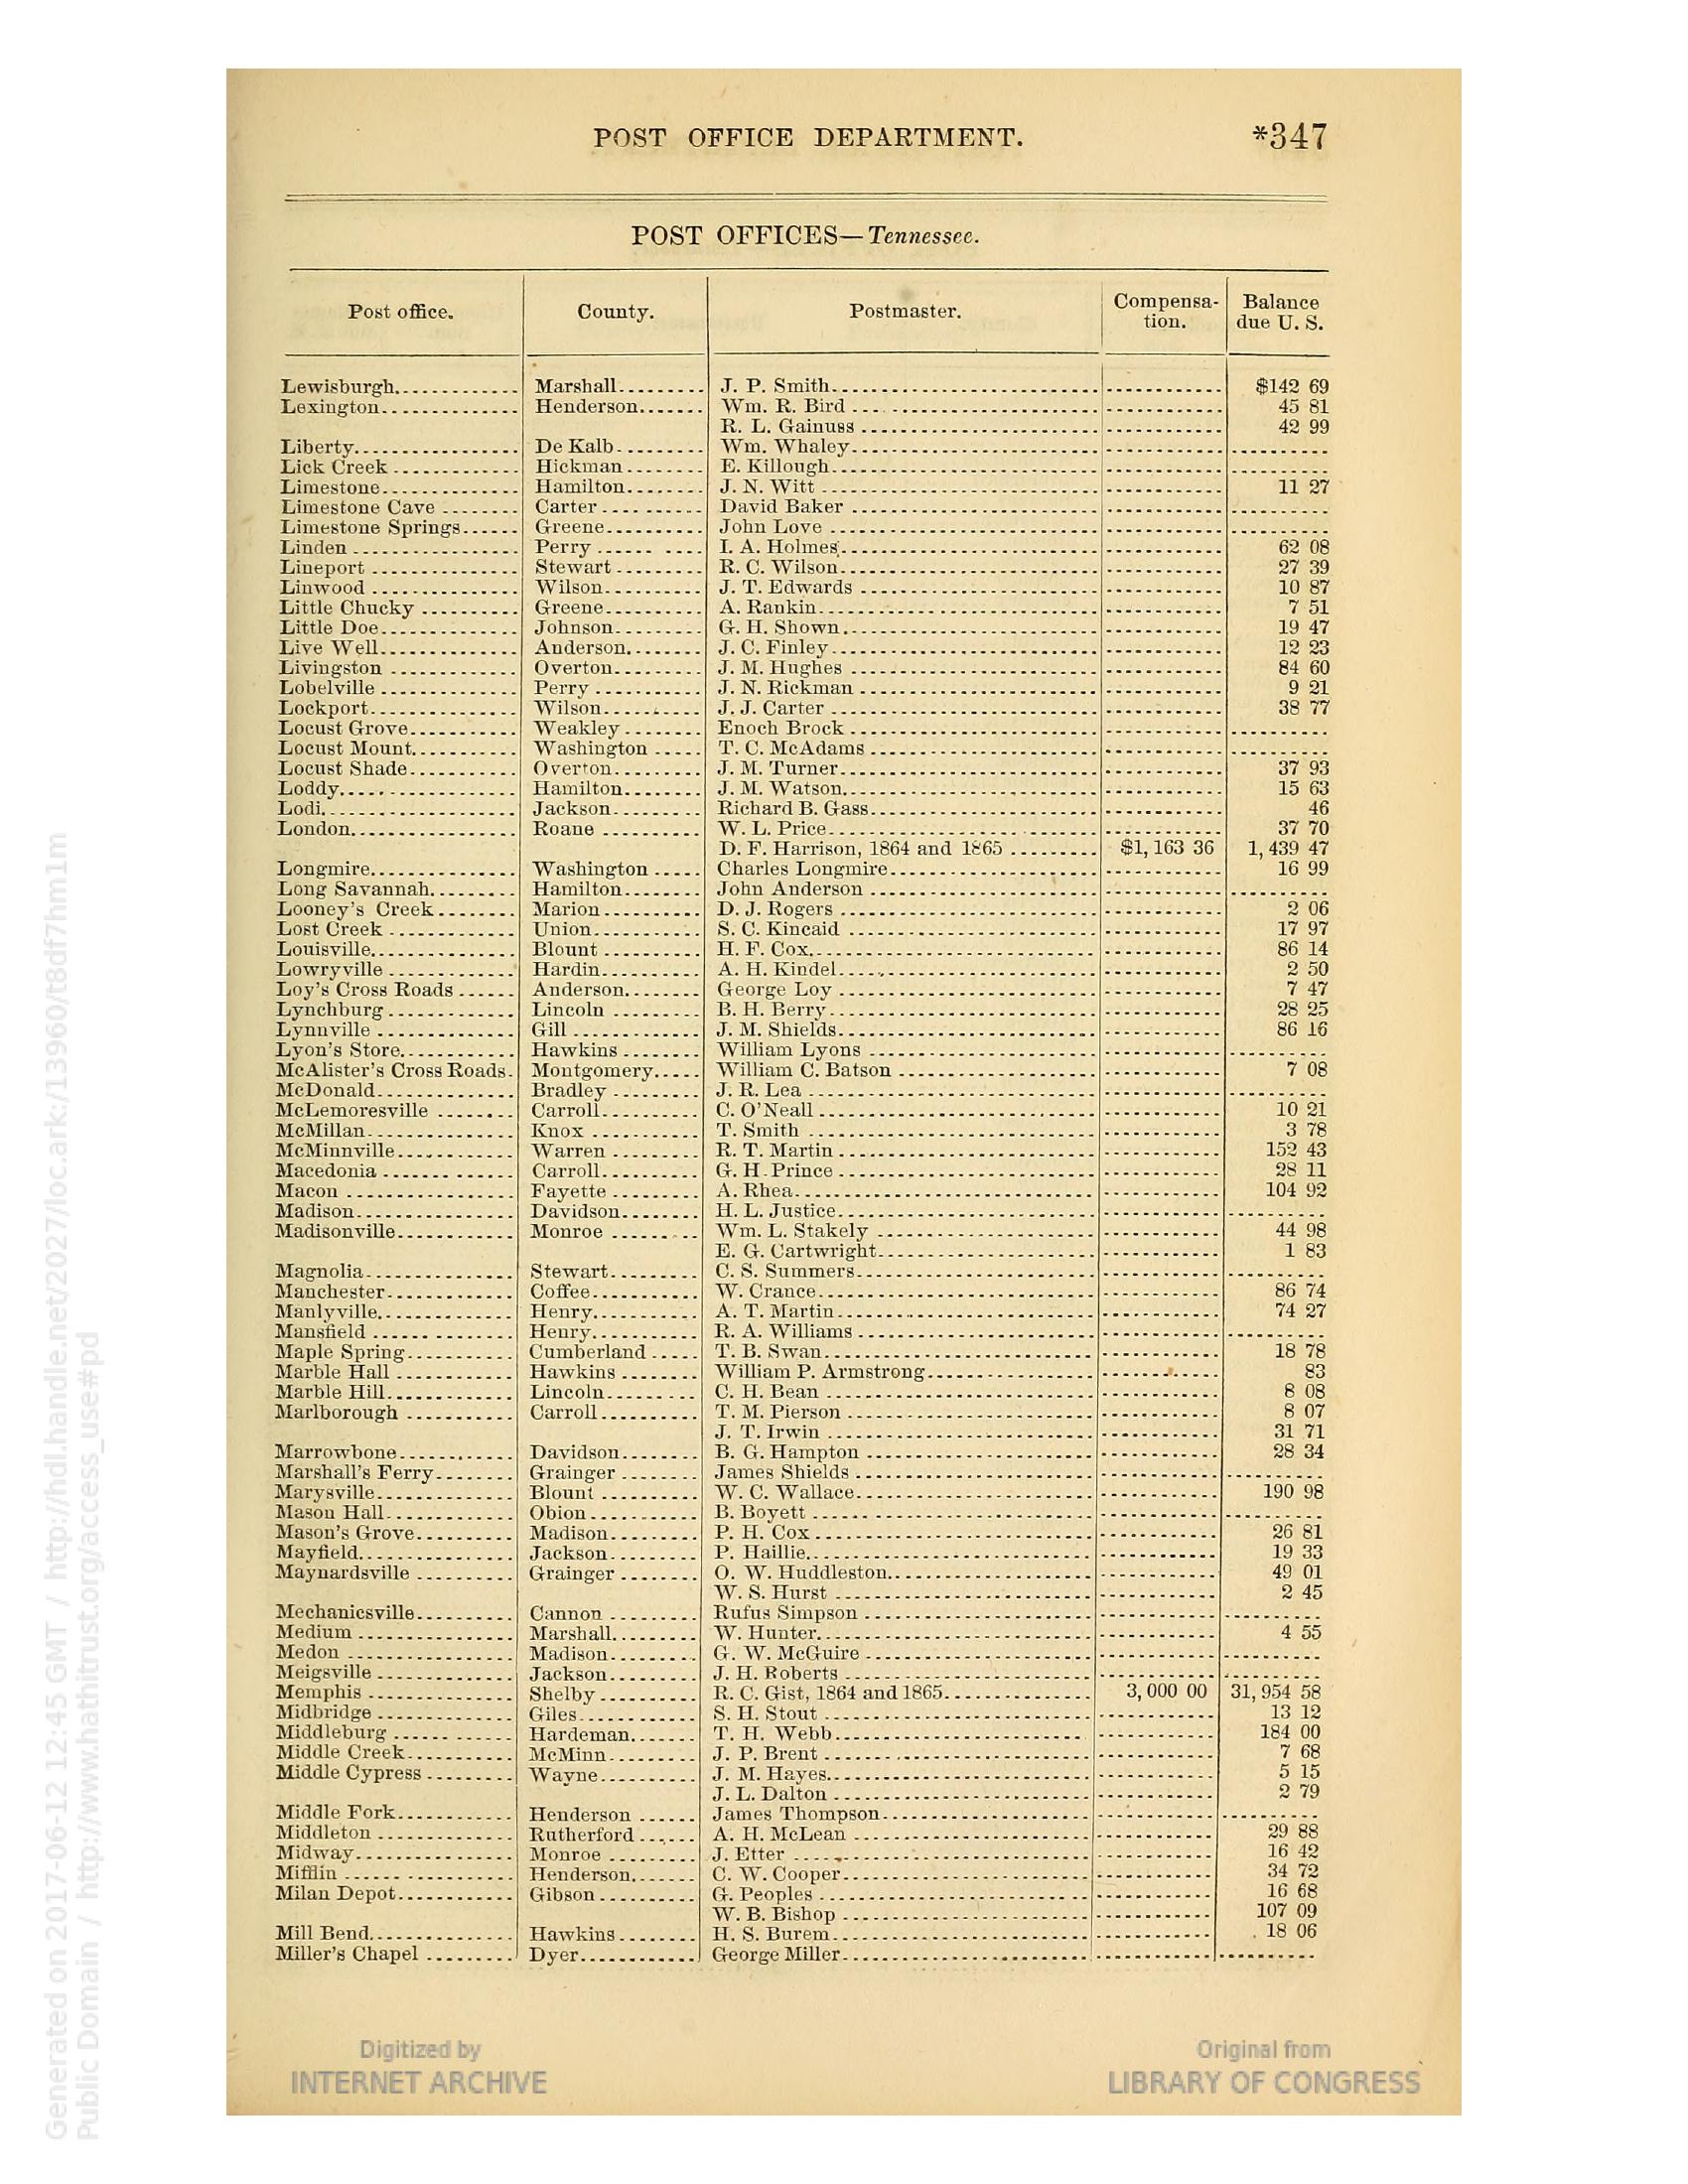 POST OFFICE DEPARTMENT. *347
POST OFFICES—Tennessee.
Post office. County. Postmaster. Compensa-tion. Balance due U. S.
Lewisburgh Marshall J. P. Smith $142 69
Lexington Henderson Wm. R. Bird 45 81
R. L. Gainuss 42 99
Liberty De Kalb Wm. Whaley
Lick Creek Hickman E. Killough
Limestone Hamilton J. N. Witt 11 27
Limestone Cave Carter David Baker
Limestone Springs Greene John Love
Linden Perry I. A. Holmes 62 08
Lineport Stewart R. C. Wilson 27 39
Linwood Wilson J. T. Edwards 10 87
Little Chucky Greene A. Rankin 7 51
Little Doe Johnson G. H. Shown 19 47
Live Well Anderson J. C. Finley 12 23
Livingston Overton J. M. Hughes 84 60
Lobelville Perry J. N. Rickman 9 21
Lockport Wilson J. J. Carter 38 77
Locust Grove Weakley Enoch Brock
Locust Mount Washington T. C. McAdams
Locust Shade Overton J. M. Turner 37 93
Loddy Hamilton J. M. Watson 15 63
Lodi Jackson Richard B. Gass 46
London Roane W. L. Price 37 70
D. F. Harrison, 1864 and 1865 $1,163 36 1,439 47
Longmire Washington Charles Longmire 16 99
Long Savannah Hamilton John Anderson
Looney's Creek Marion D. J. Rogers 2 06
Lost Creek Union S. C. Kincaid 17 97
Louisville Blount H. F. Cox 86 14
Lowryville Hardin A. H. Kindel 2 50
Loy's Cross Roads Anderson George Loy 7 47
Lynchburg Lincoln B. H. Berry 28 25
Lynnville Gill J. M. Shields 86 16
Lyon's Store Hawkins William Lyons
McAlister's Cross Roads Montgomery William C. Batson 7 08
McDonald Bradley J. R. Lea
McLemoresville Carroll C. O'Neall 10 21
McMillan Knox T. Smith 3 78
McMinnville Warren R. T. Martin 152 43
Macedonia Carroll G. H. Prince 28 11
Macon Fayette A. Rhea 104 92
Madison Davidson H. L. Justice
Madisonville Monroe Wm. L. Stakely 44 98
E. G. Cartwright 1 83
Magnolia Stewart C. S. Summers
Manchester Coffee W. Crance 86 74
Manlyville Henry A. T. Martin 74 27
Mansfield Henry R. A. Williams
Maple Spring Cumberland T. B. Swan 18 78
Marble Hall Hawkins William P. Armstrong 83
Marble Hill Lincoln C. H. Bean 8 08
Marlborough Carroll T. M. Pierson 8 07
J. T. Irwin 31 71
Marrowbone Davidson B. G. Hampton 28 34
Marshall's Ferry Grainger James Shields
Marysville Blount W. C. Wallace 190 98
Mason Hall Obion B. Boyett
Mason's Grove Madison P. H. Cox 26 81
Mayfield Jackson P. Haillie 19 33
Maynardsville Grainger O. W. Huddleston 49 01
W. S. Hurst 2 45
Mechanicsville Cannon Rufus Simpson
Medium Marshall W. Hunter 4 55
Medon Madison G. W. McGuire
Meigsville Jackson J. H. Roberts
Memphis Shelby R. C. Gist, 1864 and 1865 3,000 00 31,954 58
Midbridge Giles S. H. Stout 13 12
Middleburg Hardeman T. H. Webb 184 00
Middle Creek McMinn J. P. Brent 7 68
Middle Cypress Wayne J. M. Hayes 5 15
J. L. Dalton 2 79
Middle Fork Henderson James Thompson
Middleton Rutherford A. H. McLean 29 88
Midway Monroe J. Etter 16 42
Mifflin Henderson C. W. Cooper 34 72
Milan Depot Gibson G. Peoples 16 68
W. B. Bishop 107 09
Mill Bend Hawkins H. S. Burem 18 06
Miller's Chapel Dyer George Miller
Digitized by Original from
INTERNET ARCHIVE LIBRARY OF CONGRESS
Generated on 2017-06-12 12:45 GMT / http://hdl.handle.net/2027/loc.ark:/13960/t8df7hm1m
Public Domain / http://www.hathitrust.org/access_use#pd